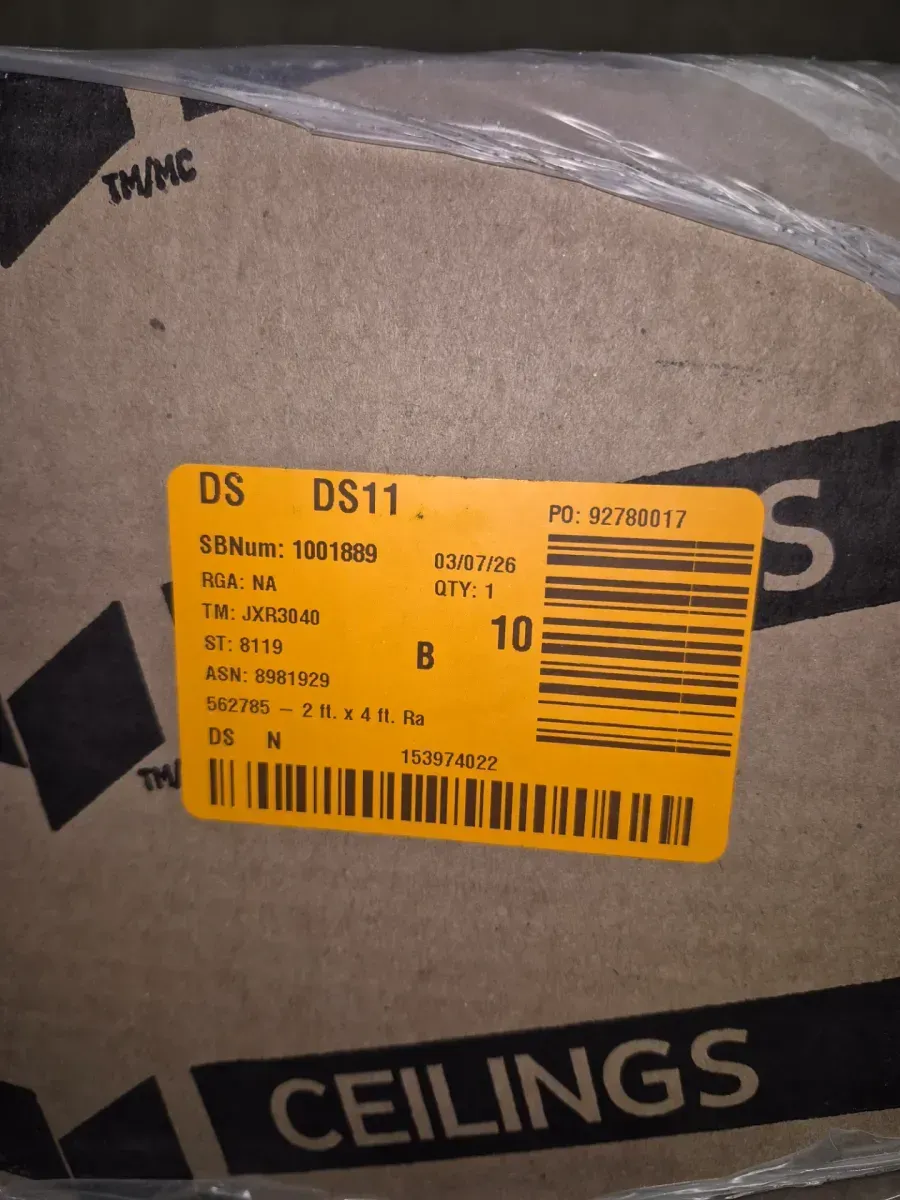 TM/MC
S
DS DS11
PO: 92780017
SBNum: 1001889
03/07/26
RGA: NA
QTY: 1
TM: JXR3040
10
ST: 8119
B
ASN: 8981929
562785 – 2 ft. x 4 ft. Ra
DS N
153974022
TM/
CEILINGS